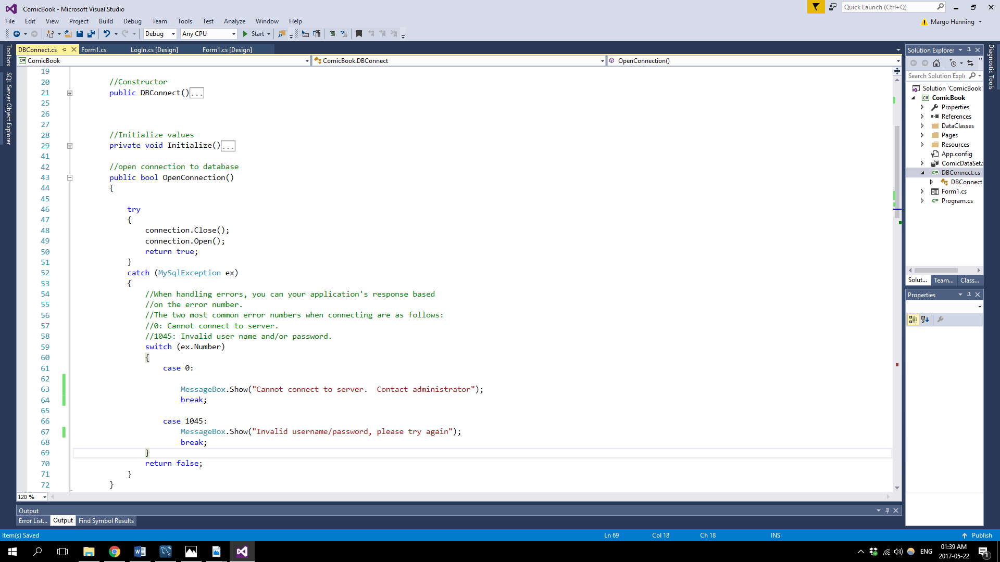 ComicBook - Microsoft Visual Studio
Quick Launch (Ctrl+Q)
File Edit View Project Build Debug Team Tools Test Analyze Window Help
Margo Henning
Debug Any CPU Start
DBConnect.cs Form1.cs LogIn.cs [Design] Form1.cs [Design]
ComicBook ComicBook.DBConnect OpenConnection()
Toolbox
SQL Server Object Explorer
19
20 //Constructor
21 public DBConnect()...
25
26
27
28 //Initialize values
29 private void Initialize()...
41
42 //open connection to database
43 public bool OpenConnection()
44 {
45
46 try
47 {
48 connection.Close();
49 connection.Open();
50 return true;
51 }
52 catch (MySqlException ex)
53 {
54 //When handling errors, you can your application's response based
55 //on the error number.
56 //The two most common error numbers when connecting are as follows:
57 //0: Cannot connect to server.
58 //1045: Invalid user name and/or password.
59 switch (ex.Number)
60 {
61 case 0:
62
63 MessageBox.Show("Cannot connect to server.  Contact administrator");
64 break;
65
66 case 1045:
67 MessageBox.Show("Invalid username/password, please try again");
68 break;
69 }
70 return false;
71 }
72 }
120 %
Output
Error List... Output Find Symbol Results
Solution Explorer
Search Solution Explo
Solution 'ComicBook'
C# ComicBook
Properties
References
DataClasses
Pages
Resources
App.config
ComicDataSet.x
C# DBConnect.cs
DBConnect
Form1.cs
C# Program.cs
Solut... Team... Class...
Properties
Diagnostic Tools
Item(s) Saved Ln 69 Col 18 Ch 18 INS Publish
ENG 01:39 AM
2017-05-22
1